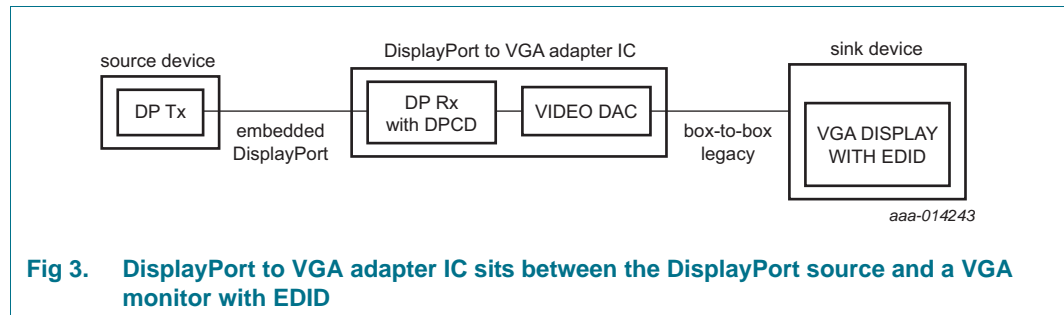 source device
DP Tx
embedded
DisplayPort
DisplayPort to VGA adapter IC
DP Rx
with DPCD
VIDEO DAC
box-to-box
legacy
sink device
VGA DISPLAY
WITH EDID
aaa-014243
Fig 3. DisplayPort to VGA adapter IC sits between the DisplayPort source and a VGA
monitor with EDID